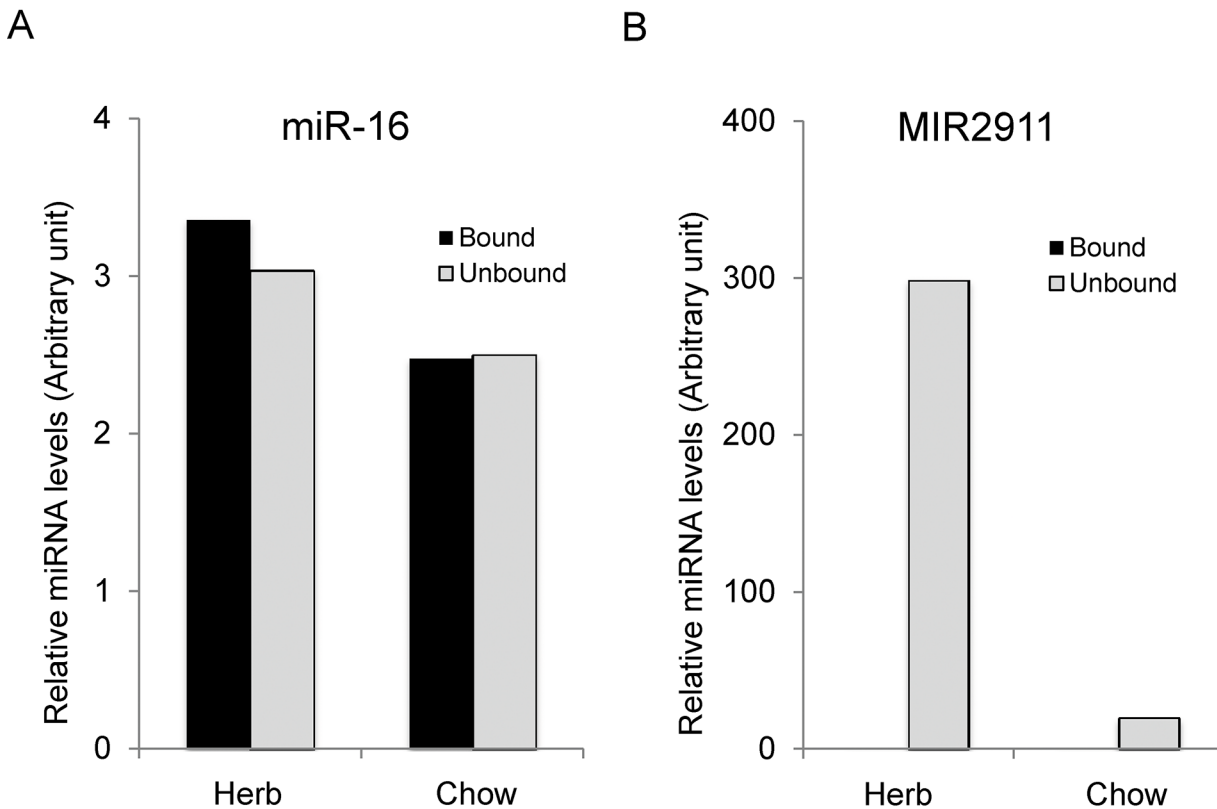 A
miR-16
Relative miRNA levels (Arbitrary unit)
4
3
2
1
0
Bound
Unbound
Herb
Chow
B
MIR2911
Relative miRNA levels (Arbitrary unit)
400
300
200
100
0
Bound
Unbound
Herb
Chow